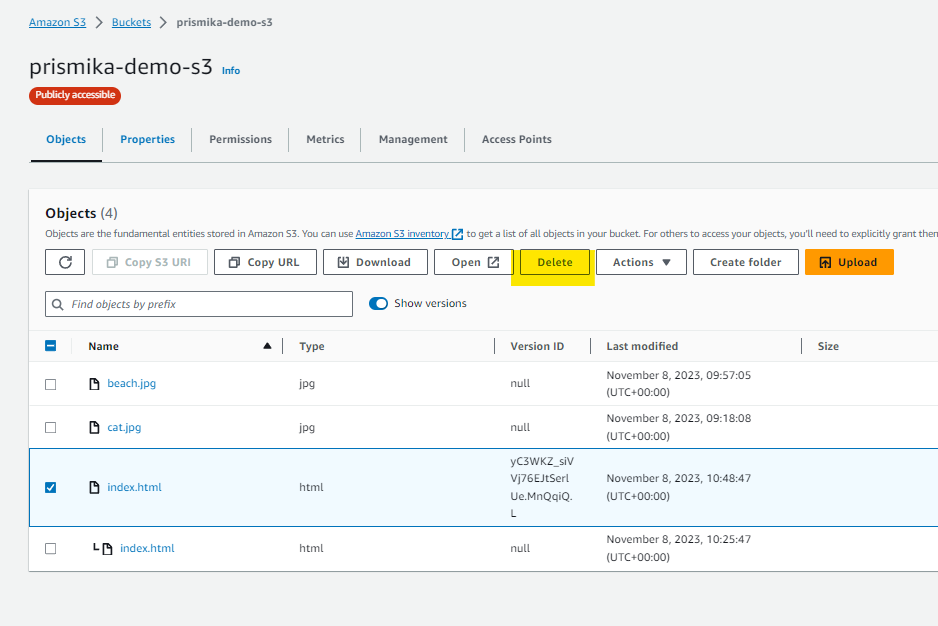 Amazon S3 > Buckets > prismika-demo-s3
prismika-demo-s3 Info
Publicly accessible
Objects Properties Permissions Metrics Management Access Points
Objects (4)
Objects are the fundamental entities stored in Amazon S3. You can use Amazon S3 inventory to get a list of all objects in your bucket. For others to access your objects, you'll need to explicitly grant them
Copy S3 URI Copy URL Download Open Delete Actions Create folder Upload
Find objects by prefix Show versions
Name Type Version ID Last modified Size
beach.jpg jpg null November 8, 2023, 09:57:05
(UTC+00:00)
cat.jpg jpg null November 8, 2023, 09:18:08
(UTC+00:00)
yC3WKZ_siV
index.html html Vj76EJtSerl November 8, 2023, 10:48:47
Ue.MnQqiQ. (UTC+00:00)
L
index.html html null November 8, 2023, 10:25:47
(UTC+00:00)